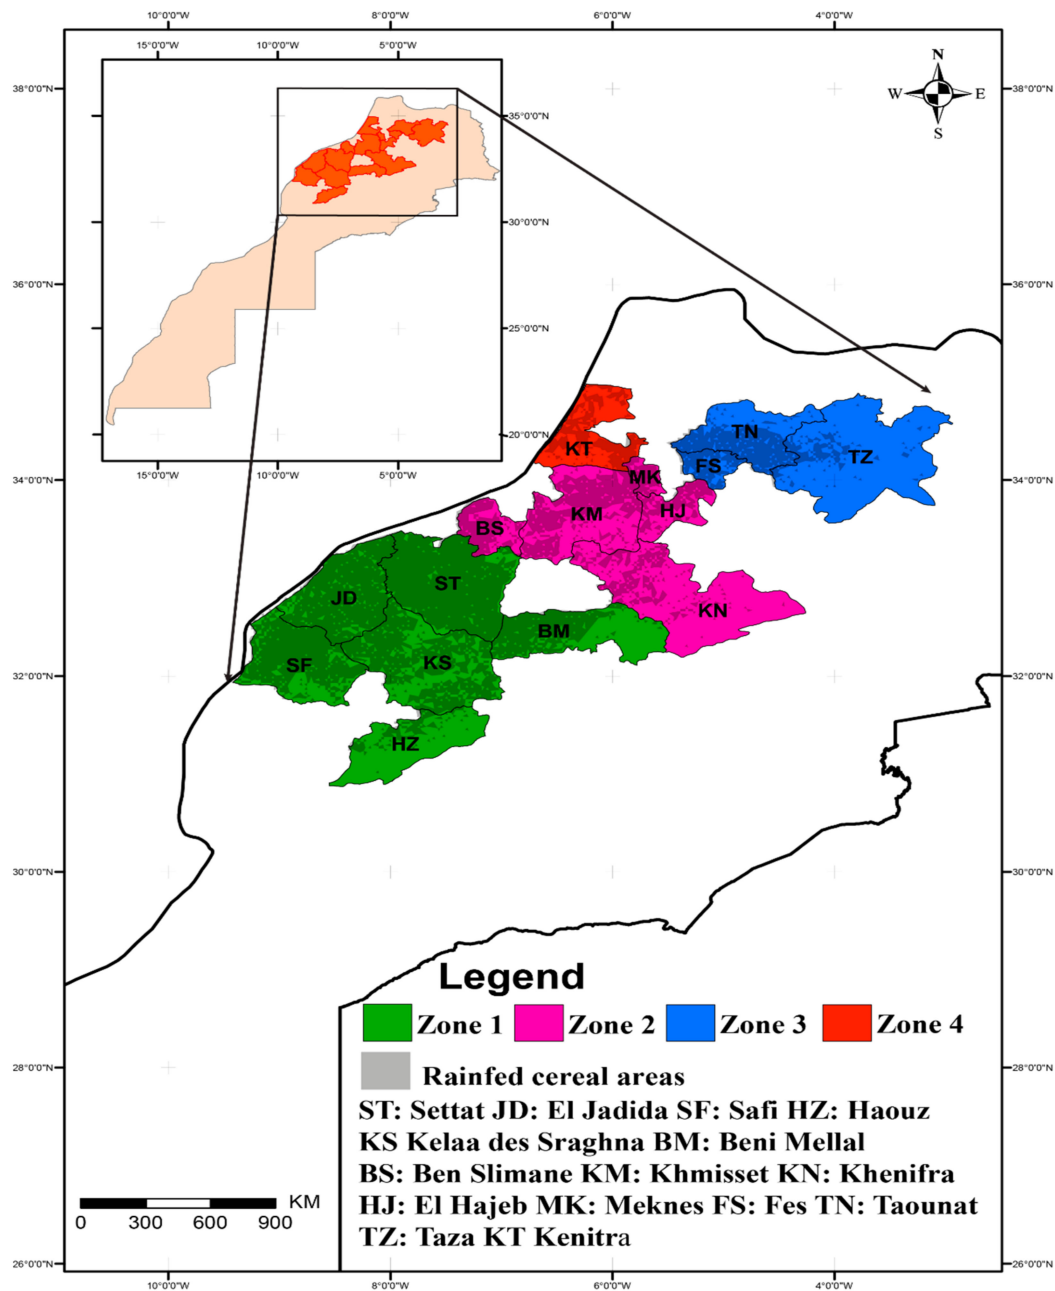 10°0'0"W 8°0'0"W 6°0'0"W 4°0'0"W
15°0'0"W 10°0'0"W 5°0'0"W
N
W E
S
38°0'0"N 38°0'0"N
35°0'0"N
30°0'0"N
36°0'0"N 36°0'0"N
25°0'0"N
20°0'0"N
15°0'0"W 10°0'0"W 5°0'0"W
34°0'0"N 34°0'0"N
KT
TN
TZ
FS
MK
HJ
KM
BS
ST
JD
KN
BM
SF
KS
HZ
32°0'0"N 32°0'0"N
30°0'0"N 30°0'0"N
Legend
Zone 1 Zone 2 Zone 3 Zone 4
Rainfed cereal areas
28°0'0"N 28°0'0"N
ST: Settat JD: El Jadida SF: Safi HZ: Haouz
KS Kelaa des Sraghna BM: Beni Mellal
BS: Ben Slimane KM: Khmisset KN: Khenifra
HJ: El Hajeb MK: Meknes FS: Fes TN: Taounat
TZ: Taza KT Kenitra
KM
0 300 600 900
26°0'0"N 26°0'0"N
10°0'0"W 8°0'0"W 6°0'0"W 4°0'0"W